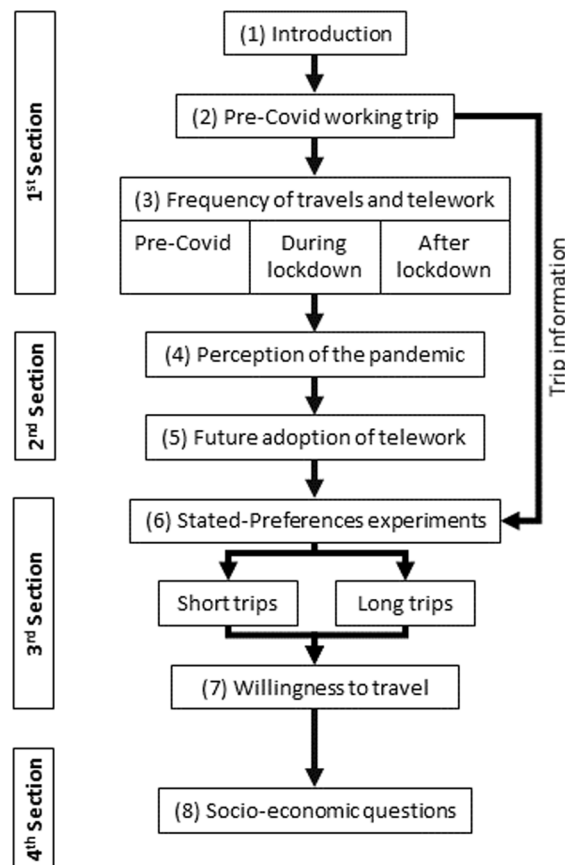 1st Section
(1) Introduction
(2) Pre-Covid working trip
(3) Frequency of travels and telework
Pre-Covid
During
lockdown
After
lockdown
Trip information
2nd Section
(4) Perception of the pandemic
(5) Future adoption of telework
3rd Section
(6) Stated-Preferences experiments
Short trips
Long trips
(7) Willingness to travel
4th Section
(8) Socio-economic questions